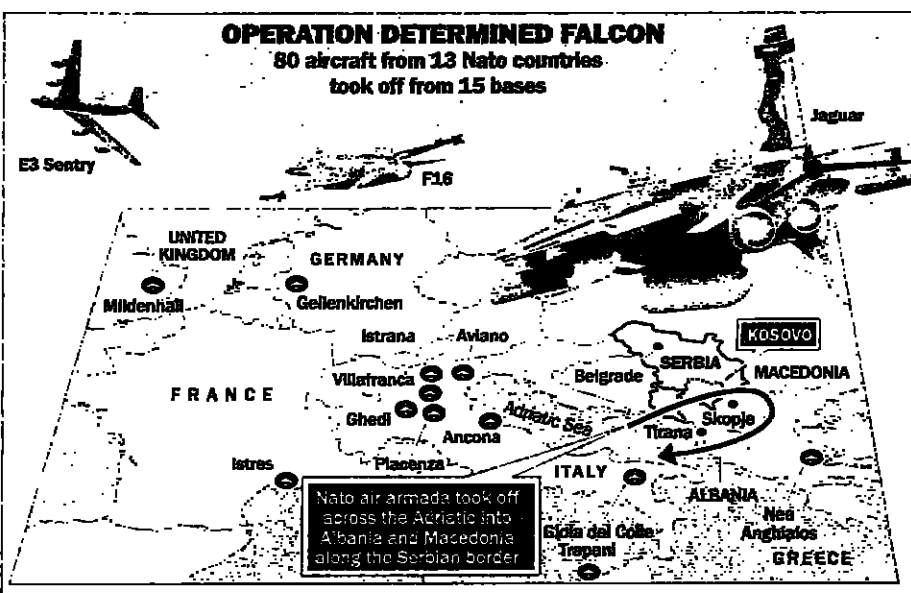 OPERATION DETERMINED FALCON
80 aircraft from 13 Nato countries
took off from 15 bases
E3 Sentry
F16
Jaguar
UNITED
KINGDOM
GERMANY
Mildenhall
Geilenkirchen
Istrana
Aviano
KOSOVO
SERBIA
Belgrade
MACEDONIA
Villafranca
FRANCE
Ghedi
Adriatic Sea
Skopje
Ancona
Tirana
Piacenza
Istres
ITALY
ALBANIA
Nato air armada took off
across the Adriatic into
Albania and Macedonia
along the Serbian border
Gioia del Colle
Trapani
Nea
Anghialos
GREECE